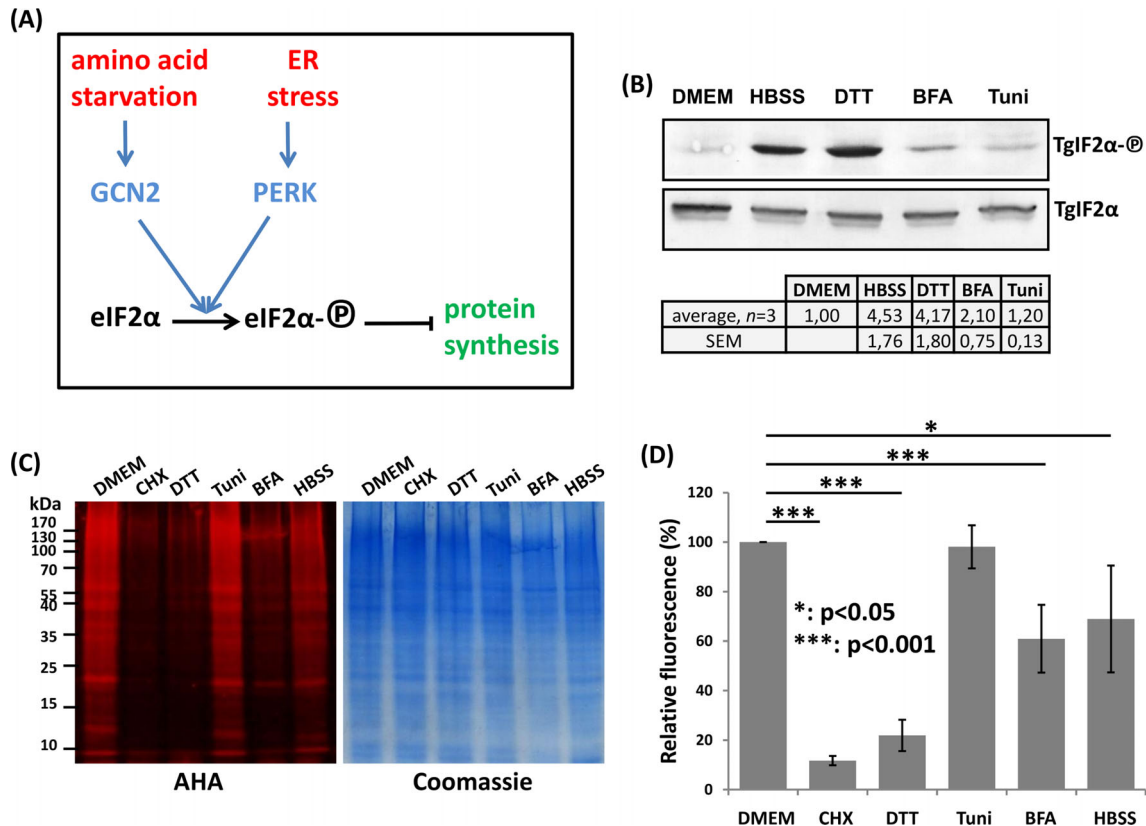 (A)
amino acid
starvation
ER
stress
GCN2
PERK
eIF2α
eIF2α-Ⓟ
protein
synthesis
(B)
DMEM HBSS DTT BFA Tuni
TgIF2α-Ⓟ
TgIF2α
DMEM HBSS DTT BFA Tuni
average, n=3 1,00 4,53 4,17 2,10 1,20
SEM 1,76 1,80 0,75 0,13
(C)
DMEM CHX DTT Tuni BFA HBSS
DMEM CHX DTT Tuni BFA HBSS
kDa
170
130
100
70
55
40
35
25
15
10
AHA
Coomassie
(D)
*
***
***
***
Relative fluorescence (%)
120
100
80
60
40
20
0
*: p<0.05
***: p<0.001
DMEM CHX DTT Tuni BFA HBSS